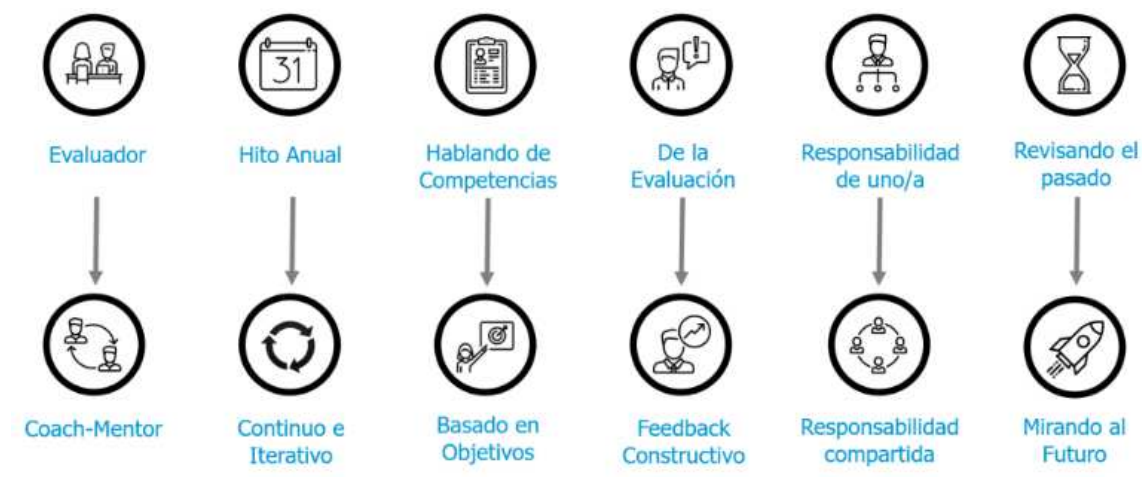 31
Evaluador
Hito Anual
Hablando de
Competencias
De la
Evaluación
Responsabilidad
de uno/a
Revisando el
pasado
Coach-Mentor
Continuo e
Iterativo
Basado en
Objetivos
Feedback
Constructivo
Responsabilidad
compartida
Mirando al
Futuro